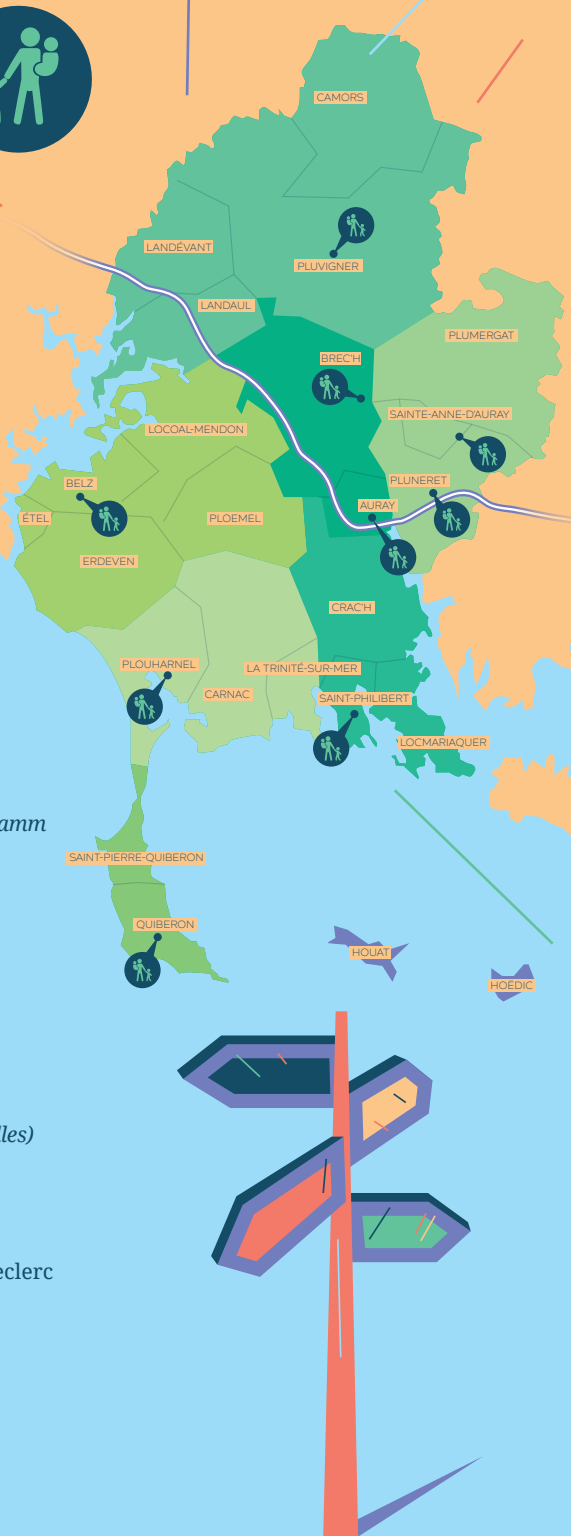 CAMORS
LANDÉVANT
PLUVIGNER
LANDAUL
PLUMERGAT
BREC'H
SAINTE-ANNE-D'AURAY
LOCOAL-MENDON
BELZ
PLUNERET
AURAY
ÉTEL
PLOEMEL
ERDEVEN
CRAC'H
PLOUHARNEL
LA TRINITÉ-SUR-MER
CARNAC
SAINT-PHILIBERT
LOCMARIAQUER
amm
SAINT-PIERRE-QUIBERON
QUIBERON
HOUAT
HOËDIC
lles)
eclerc